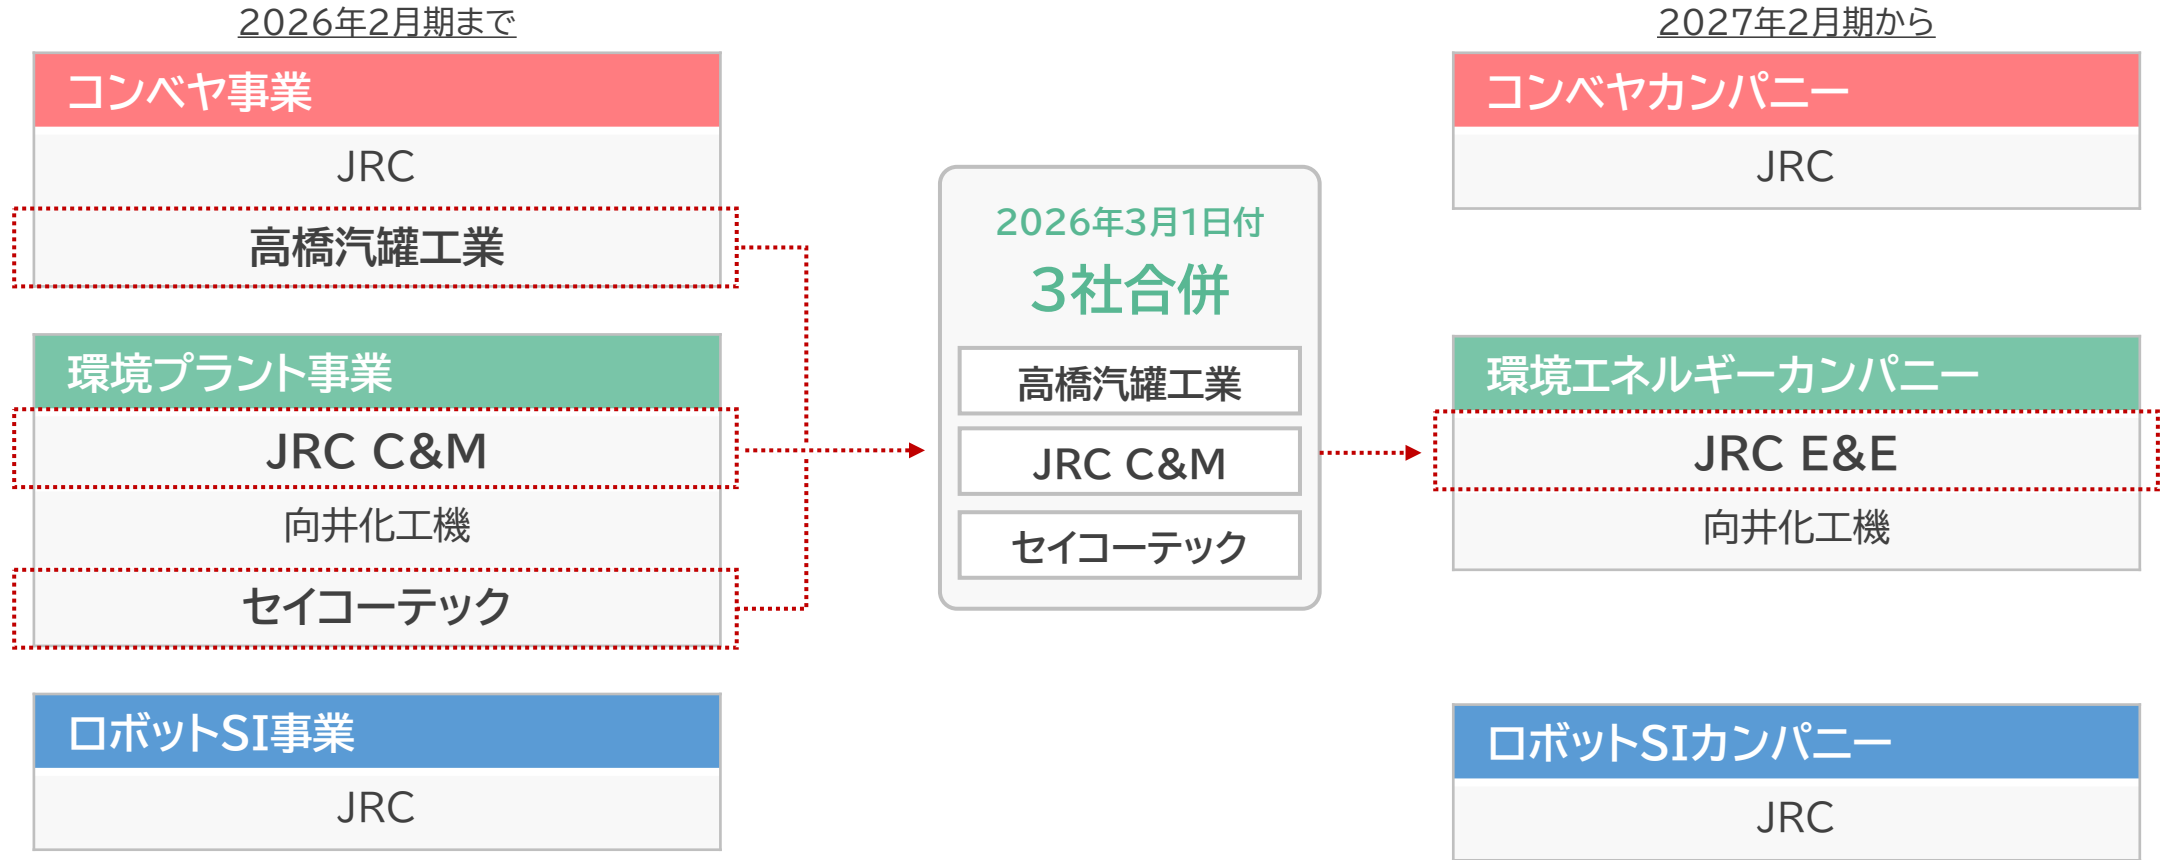 2026年2月期まで
コンベヤ事業
JRC
高橋汽罐工業
環境プラント事業
JRC C&M
向井化工機
セイコーテック
ロボットSI事業
JRC
2026年3月1日付
3社合併
高橋汽罐工業
JRC C&M
セイコーテック
2027年2月期から
コンベヤカンパニー
JRC
環境エネルギーカンパニー
JRC E&E
向井化工機
ロボットSIカンパニー
JRC